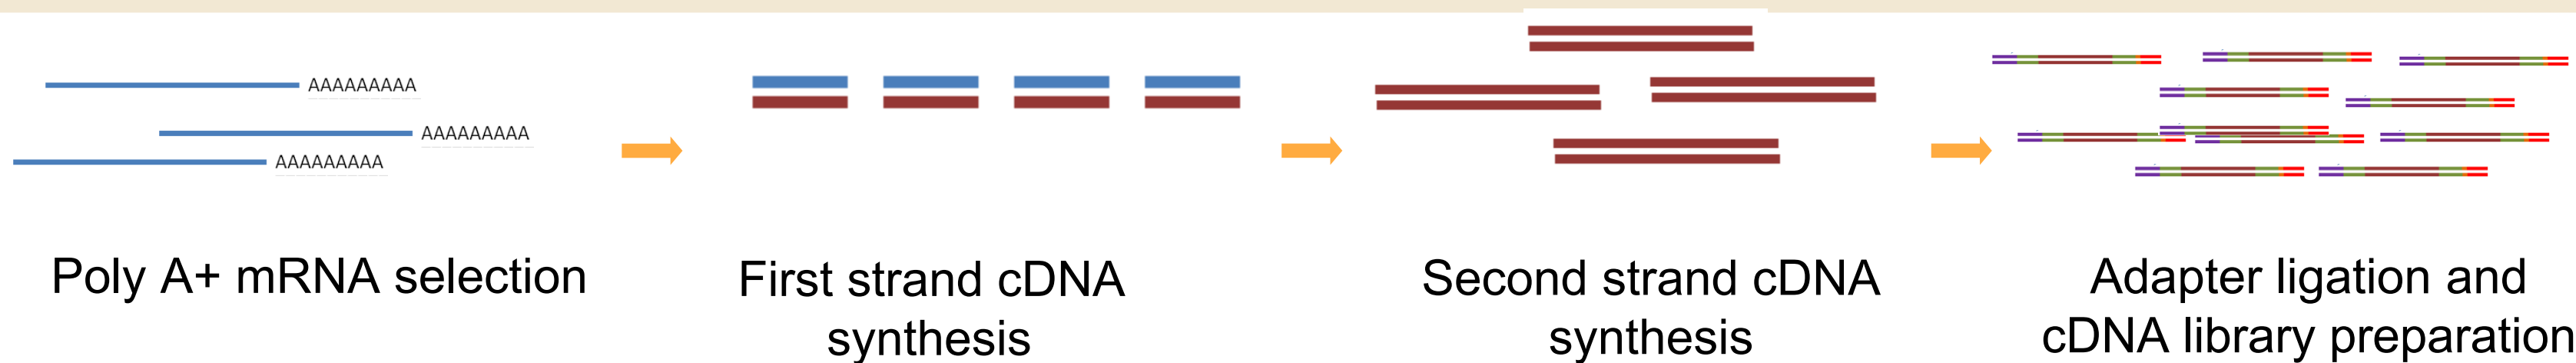 AAAAAAAAA
AAAAAAAAA
AAAAAAAAA
Poly A+ mRNA selection
First strand cDNA
synthesis
Second strand cDNA
synthesis
Adapter ligation and
cDNA library preparation